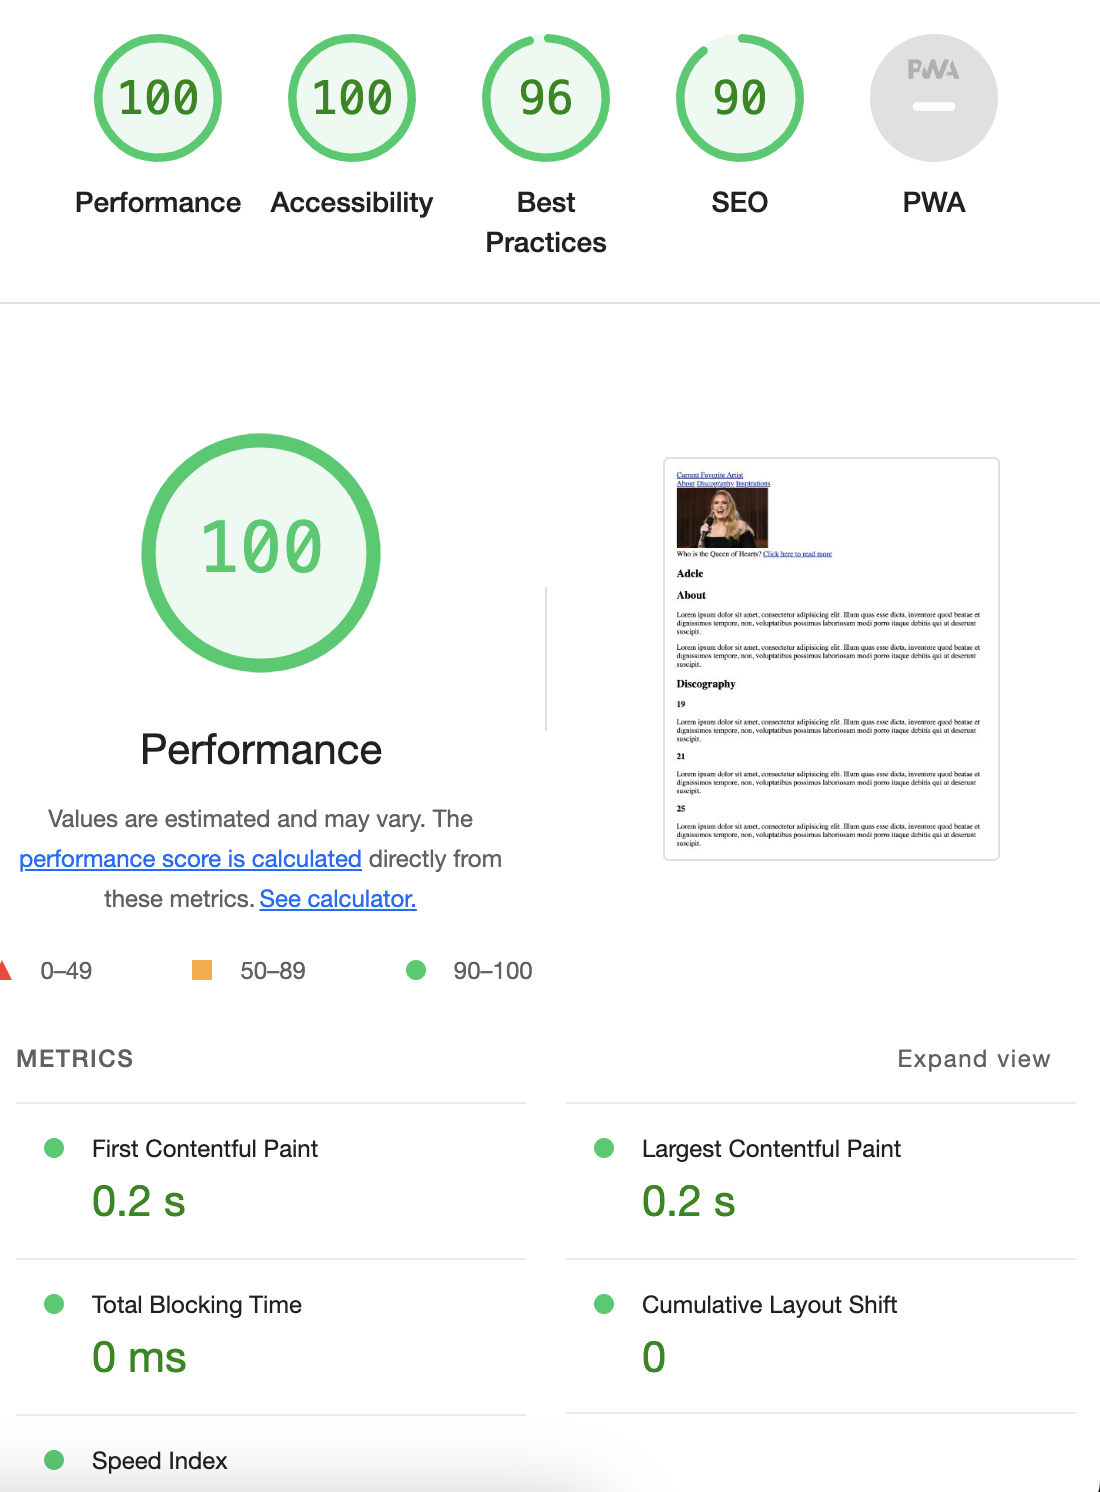 100
100
96
90
PWA
Performance
Accessibility
Best
Practices
SEO
PWA
100
Performance
Values are estimated and may vary. The
performance score is calculated directly from
these metrics. See calculator.
0–49
50–89
90–100
Current Favorite Artist
About Discography Inspirations
Who is the Queen of Hearts? Click here to read more
Adele
About
Lorem ipsum dolor sit amet, consectetur adipisicing elit. Illum quas esse dicta, inventore quod beatae et
dignissimos tempore, non, voluptatibus possimus laboriosam modi porro itaque debitis qui ut deserunt
suscipit.
Lorem ipsum dolor sit amet, consectetur adipisicing elit. Illum quas esse dicta, inventore quod beatae et
dignissimos tempore, non, voluptatibus possimus laboriosam modi porro itaque debitis qui ut deserunt
suscipit.
Discography
19
Lorem ipsum dolor sit amet, consectetur adipisicing elit. Illum quas esse dicta, inventore quod beatae et
dignissimos tempore, non, voluptatibus possimus laboriosam modi porro itaque debitis qui ut deserunt
suscipit.
21
Lorem ipsum dolor sit amet, consectetur adipisicing elit. Illum quas esse dicta, inventore quod beatae et
dignissimos tempore, non, voluptatibus possimus laboriosam modi porro itaque debitis qui ut deserunt
suscipit.
25
Lorem ipsum dolor sit amet, consectetur adipisicing elit. Illum quas esse dicta, inventore quod beatae et
dignissimos tempore, non, voluptatibus possimus laboriosam modi porro itaque debitis qui ut deserunt
suscipit.
METRICS
Expand view
First Contentful Paint
0.2 s
Largest Contentful Paint
0.2 s
Total Blocking Time
0 ms
Cumulative Layout Shift
0
Speed Index